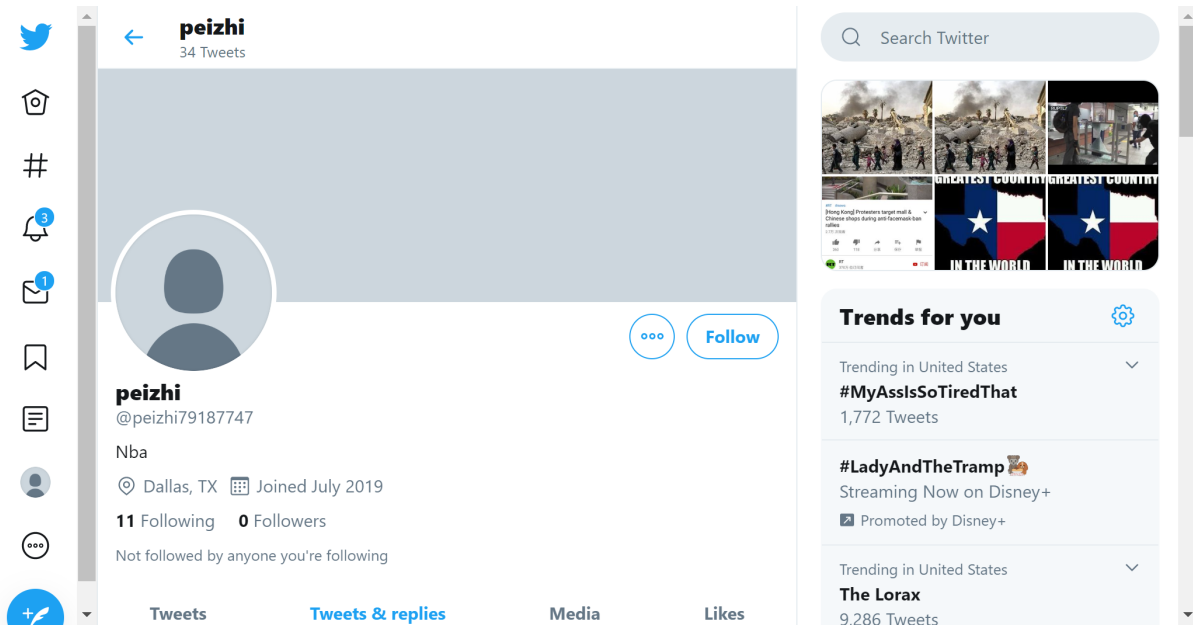 peizhi
34 Tweets
3
1
Follow
peizhi
@peizhi79187747
Nba
Dallas, TX Joined July 2019
11 Following 0 Followers
Not followed by anyone you're following
Tweets Tweets & replies Media Likes
Search Twitter
[Hong Kong] Protesters target mall &
Chinese shops during anti-facemask-ban
rallies
GREATEST COUNTRY
IN THE WORLD
GREATEST COUNTRY
IN THE WORLD
Trends for you
Trending in United States
#MyAssIsSoTiredThat
1,772 Tweets
#LadyAndTheTramp
Streaming Now on Disney+
Promoted by Disney+
Trending in United States
The Lorax
9,286 Tweets